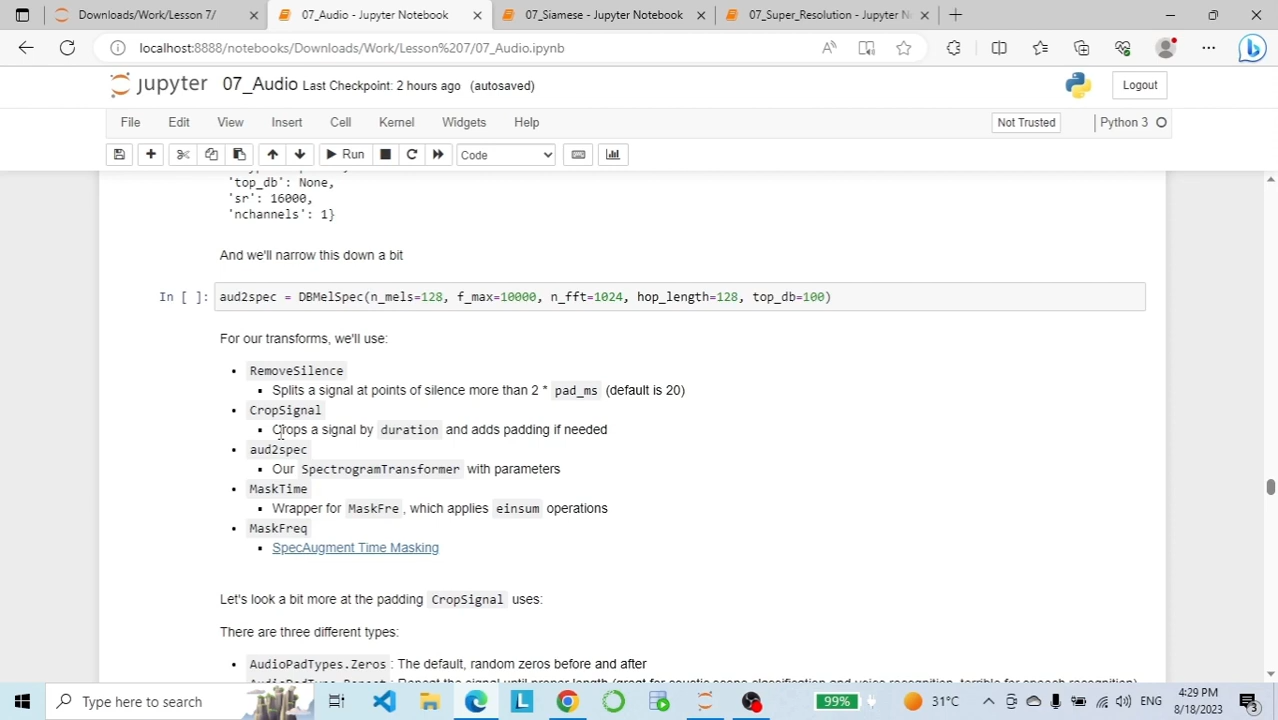 Downloads/Work/Lesson 7/
07_Audio - Jupyter Notebook
07_Siamese - Jupyter Notebook
07_Super_Resolution - Jupyter N
localhost:8888/notebooks/Downloads/Work/Lesson%207/07_Audio.ipynb
jupyter 07_Audio Last Checkpoint: 2 hours ago (autosaved)
Logout
File Edit View Insert Cell Kernel Widgets Help
Not Trusted
Python 3
Run
Code
'top_db': None,
'sr': 16000,
'nchannels': 1}
And we'll narrow this down a bit
In [ ]: aud2spec = DBMelSpec(n_mels=128, f_max=10000, n_fft=1024, hop_length=128, top_db=100)
For our transforms, we'll use:
• RemoveSilence
▪ Splits a signal at points of silence more than 2 * pad_ms (default is 20)
• CropSignal
▪ Crops a signal by duration and adds padding if needed
• aud2spec
▪ Our SpectrogramTransformer with parameters
• MaskTime
▪ Wrapper for MaskFre , which applies einsum operations
• MaskFreq
▪ SpecAugment Time Masking
Let's look a bit more at the padding CropSignal uses:
There are three different types:
• AudioPadTypes.Zeros : The default, random zeros before and after
Type here to search
99%
31°C
ENG
4:29 PM
8/18/2023
3